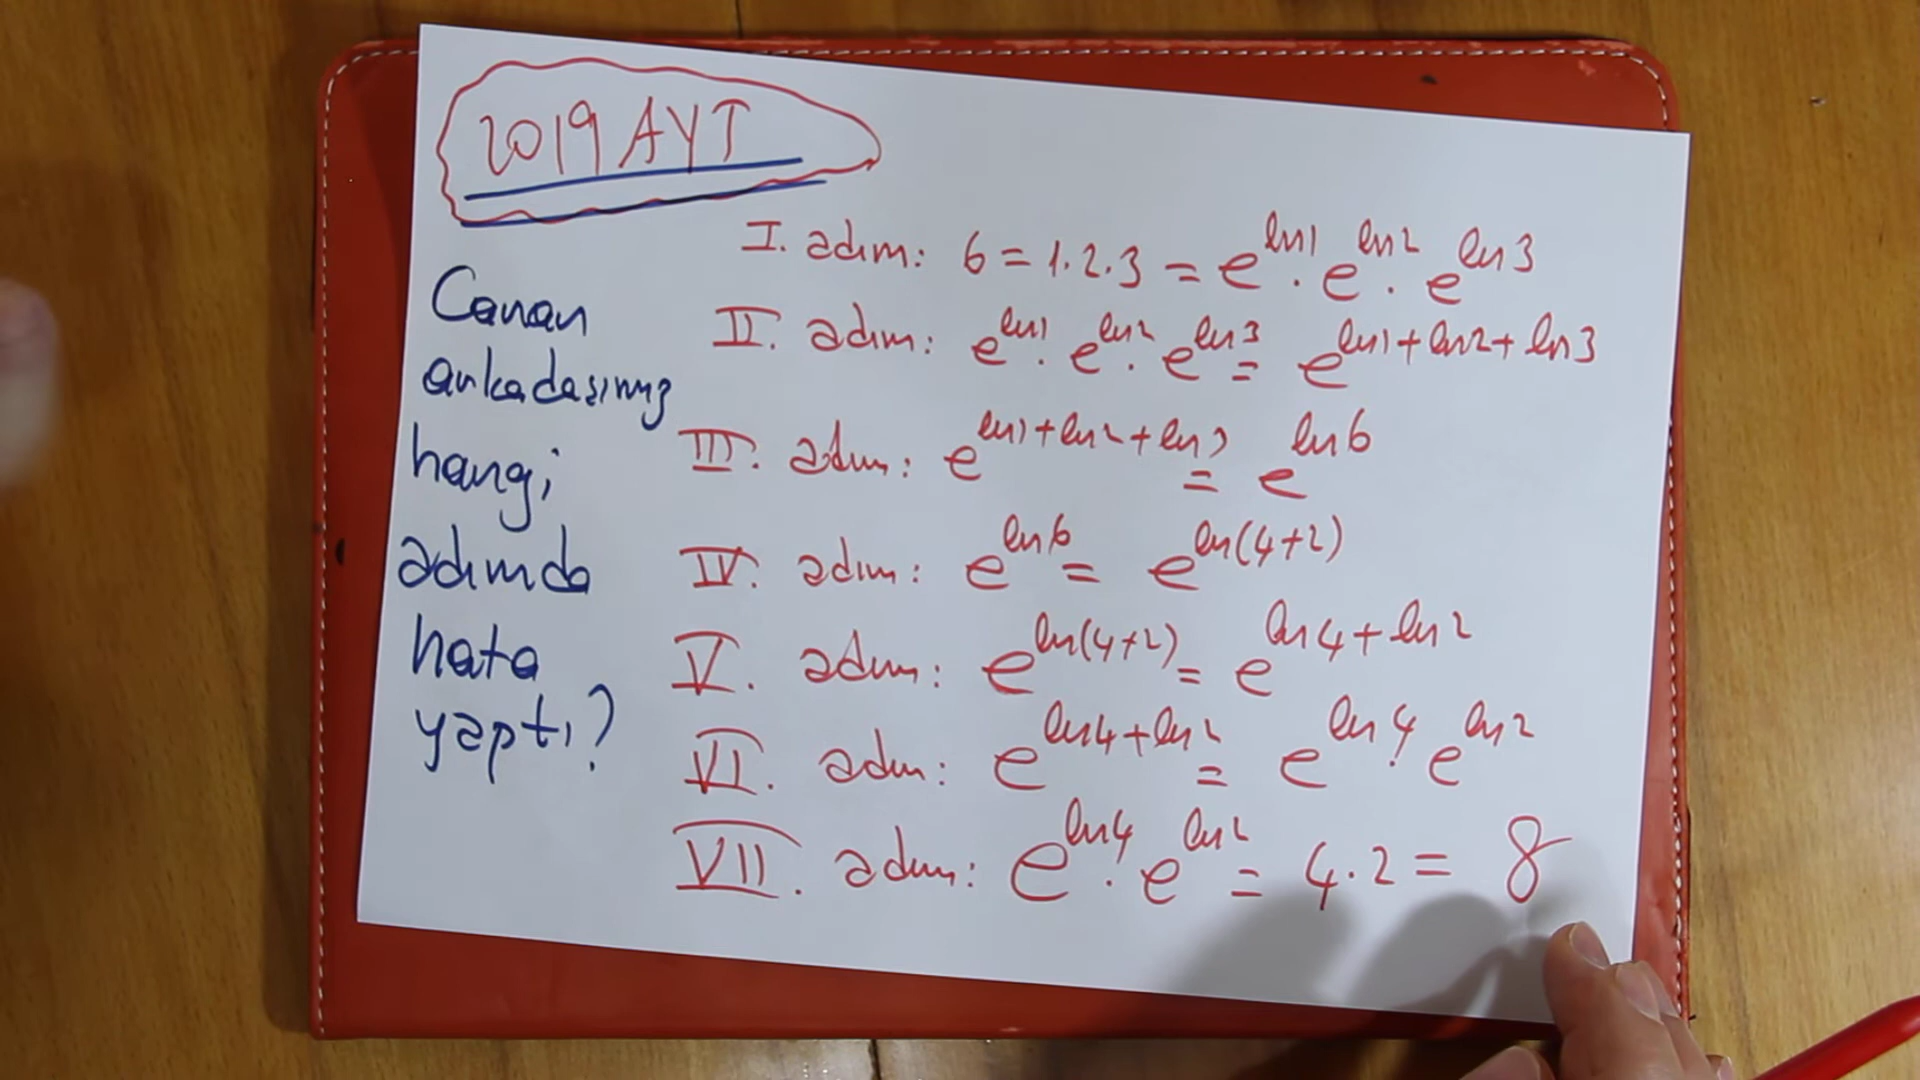 2019 AYT
Canan
arkadaşımız
hangi
adımda
hata
yaptı?
I. adım: 6 = 1.2.3 = e^ln1 . e^ln2 . e^ln3
II. adım: e^ln1 . e^ln2 . e^ln3 = e^ln1+ln2+ln3
III. adım: e^ln1+ln2+ln3 = e^ln6
IV. adım: e^ln6 = e^ln(4+2)
V. adım: e^ln(4+2) = e^ln4+ln2
VI. adım: e^ln4+ln2 = e^ln4 . e^ln2
VII. adım: e^ln4 . e^ln2 = 4.2 = 8